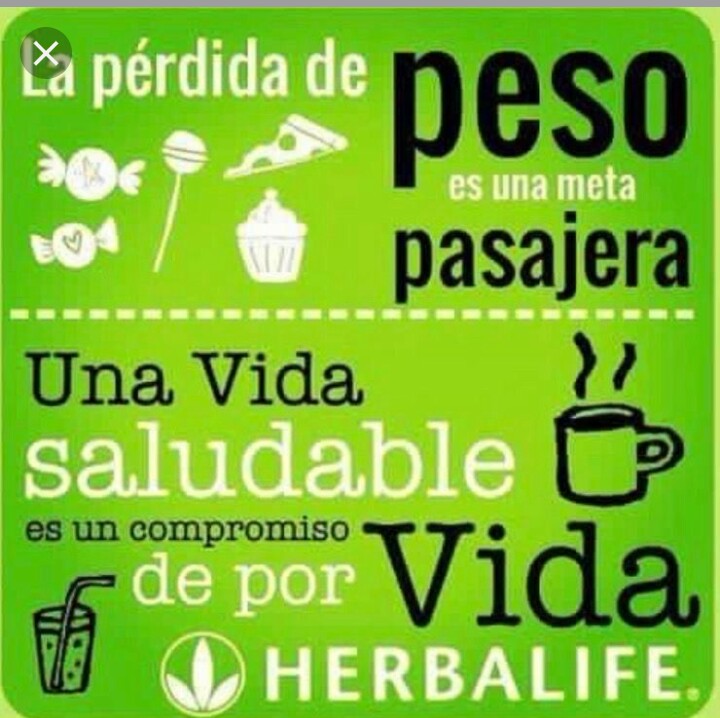 La pérdida de
peso
es una meta
pasajera
Una Vida
saludable
es un compromiso
de por Vida
HERBALIFE®